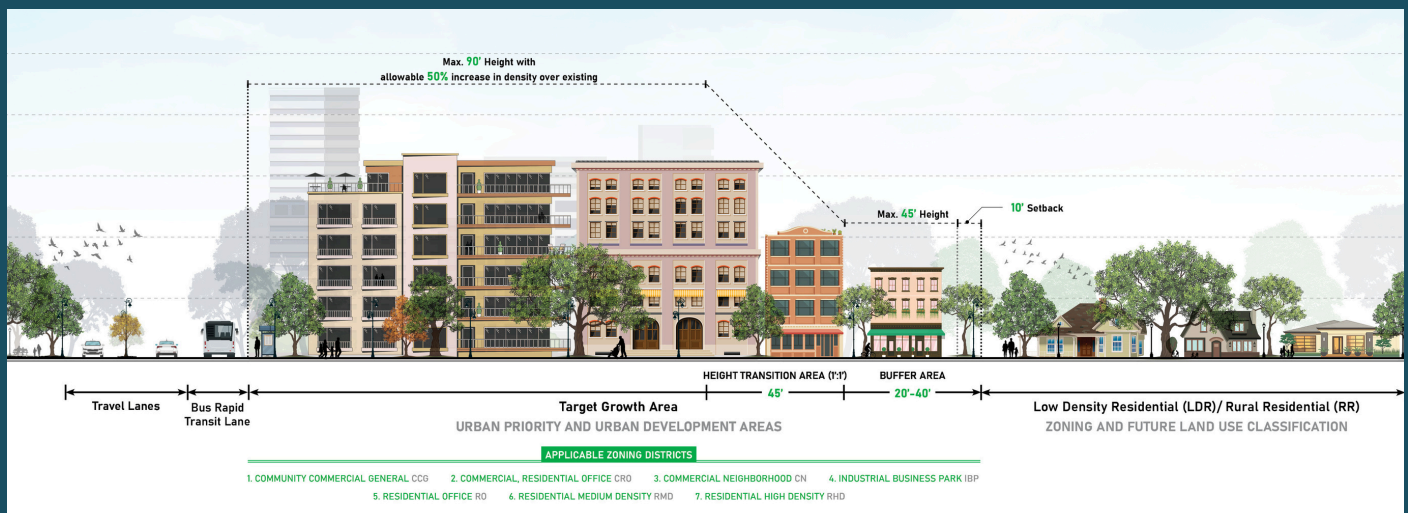 Max. 90' Height with
allowable 50% increase in density over existing
Max. 45' Height
10' Setback
HEIGHT TRANSITION AREA (1':1')
BUFFER AREA
45'
20'-40'
Travel Lanes
Bus Rapid
Transit Lane
Target Growth Area
URBAN PRIORITY AND URBAN DEVELOPMENT AREAS
Low Density Residential (LDR)/ Rural Residential (RR)
ZONING AND FUTURE LAND USE CLASSIFICATION
APPLICABLE ZONING DISTRICTS
1. COMMUNITY COMMERCIAL GENERAL CCG 2. COMMERCIAL, RESIDENTIAL OFFICE CRO 3. COMMERCIAL NEIGHBORHOOD CN 4. INDUSTRIAL BUSINESS PARK IBP
5. RESIDENTIAL OFFICE RO 6. RESIDENTIAL MEDIUM DENSITY RMD 7. RESIDENTIAL HIGH DENSITY RHD